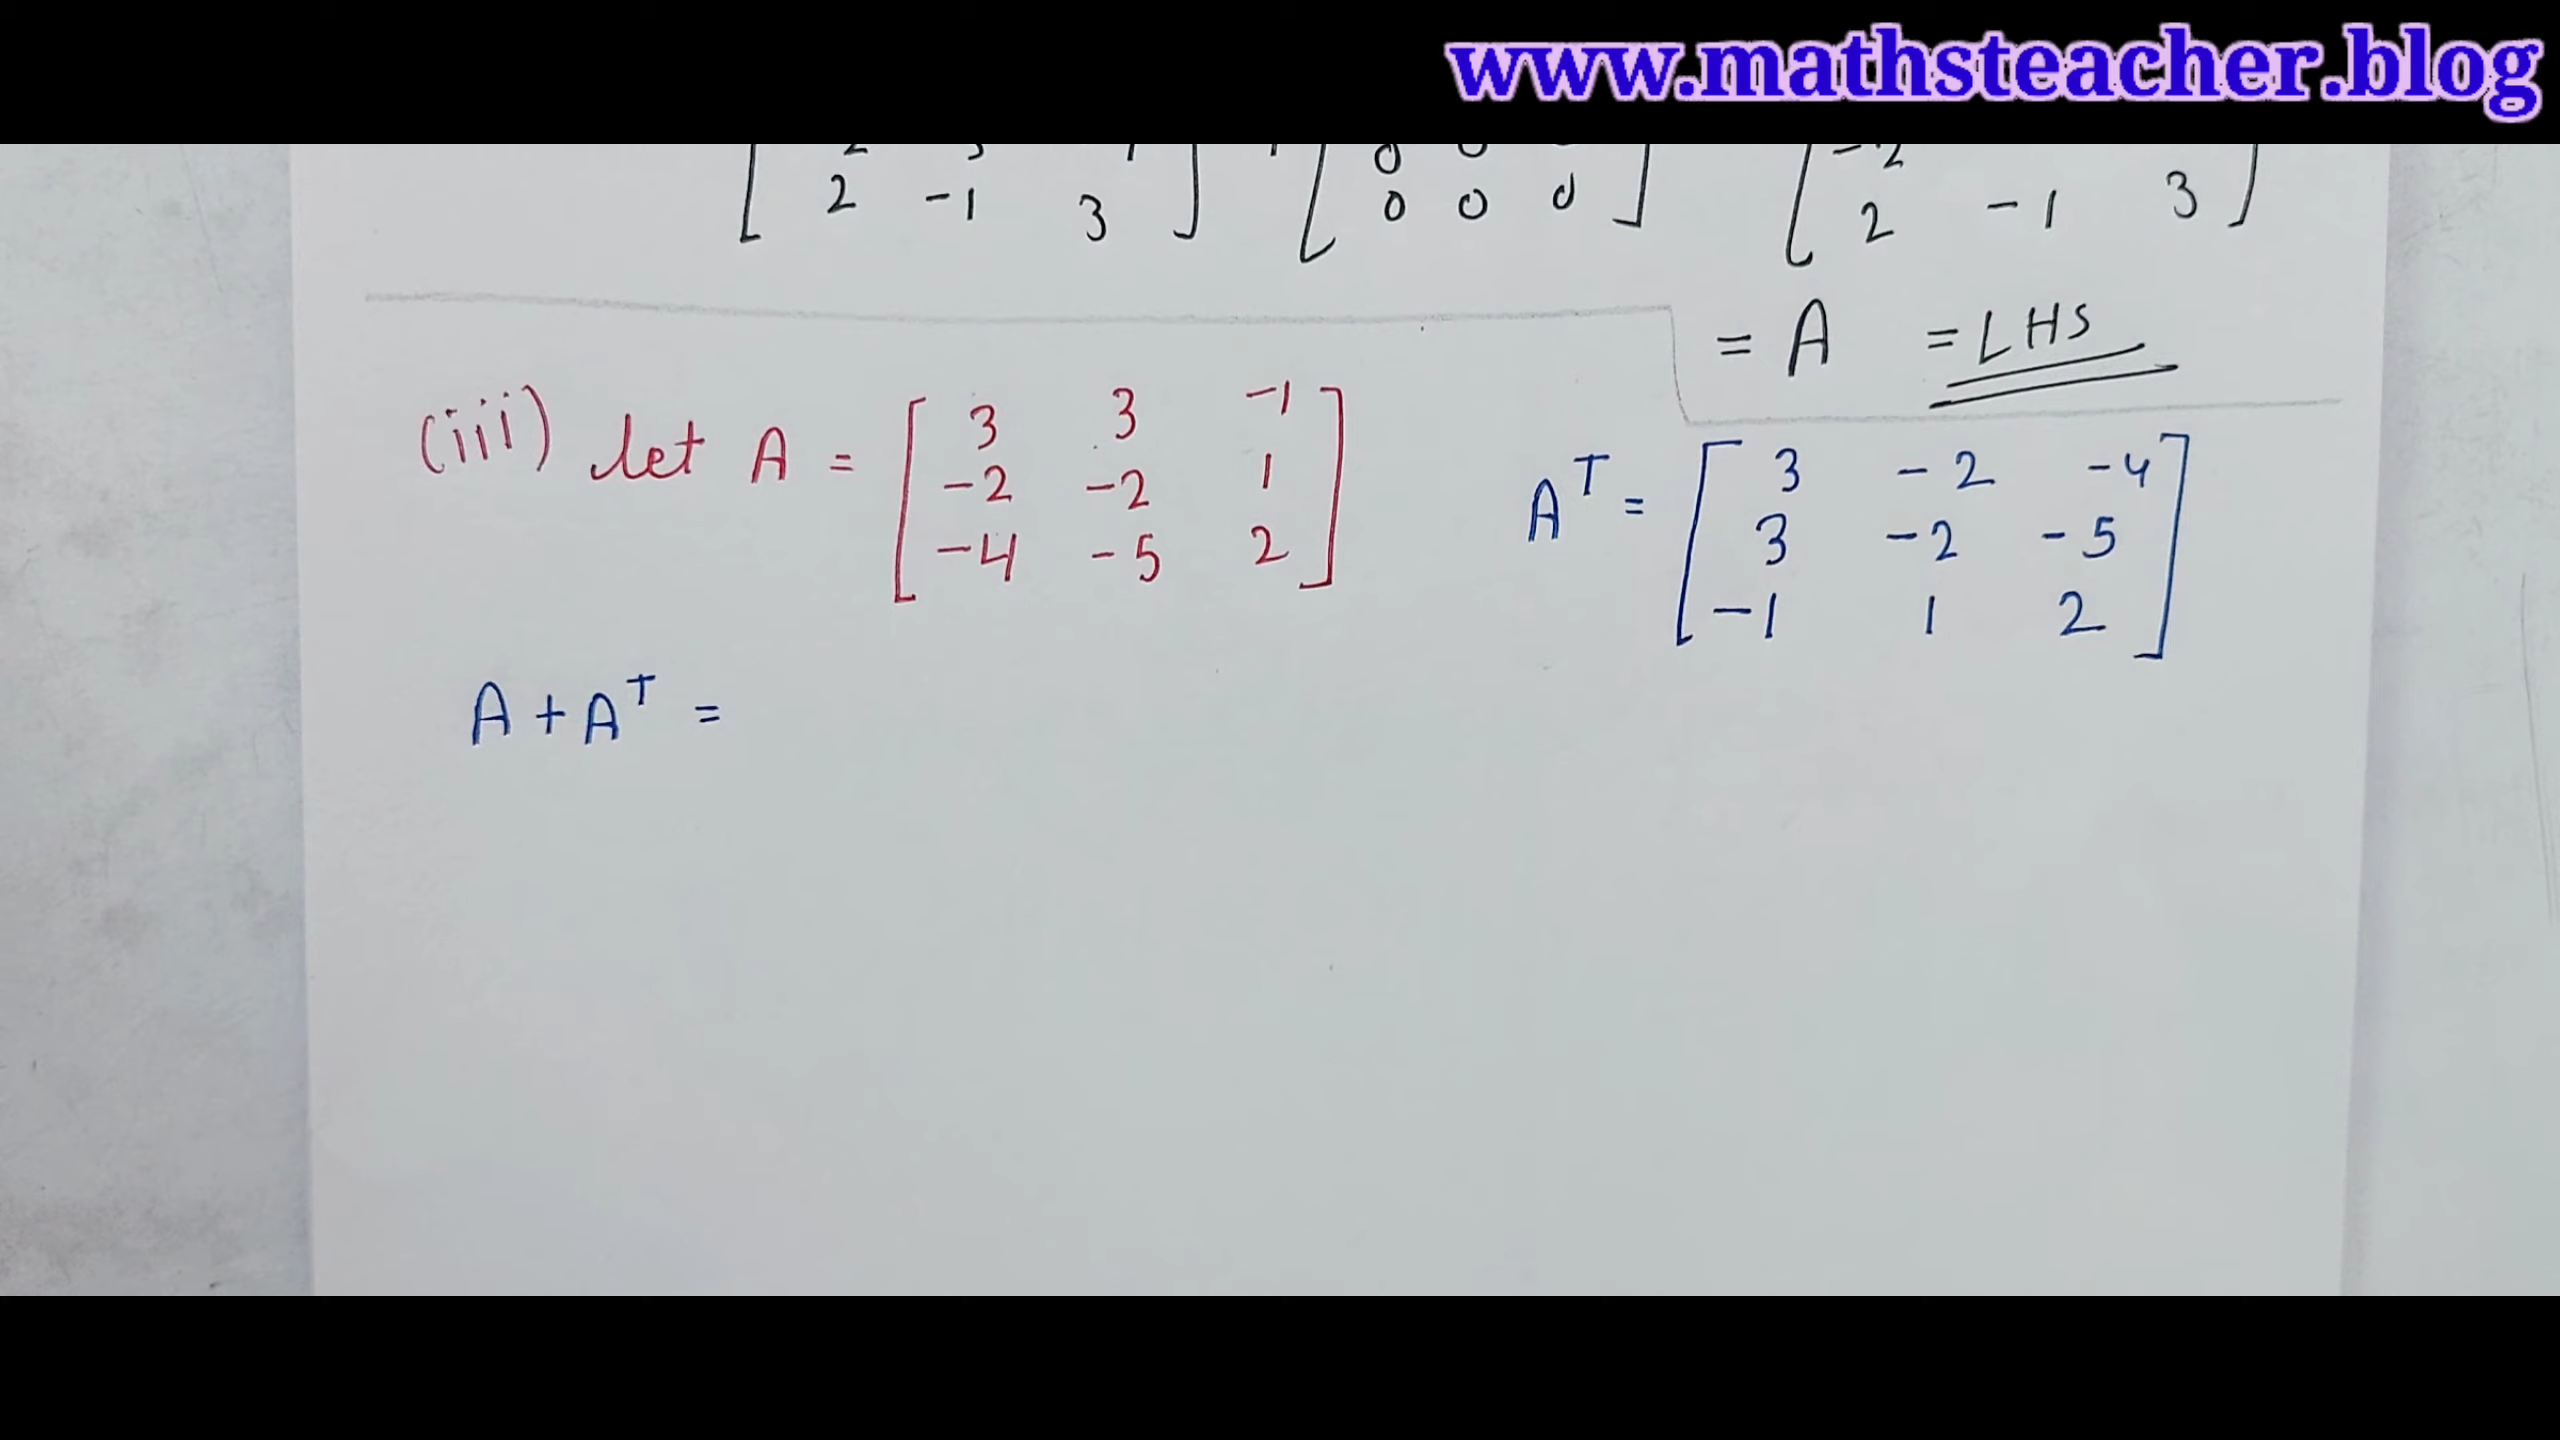 www.mathsteacher.blog
2 -1 3 ] [ 0 0 0 ] [ 2 -1 3 ]
= A = LHS
(iii) let A = [ 3 3 -1
-2 -2 1
-4 -5 2 ]
A^T = [ 3 -2 -4
3 -2 -5
-1 1 2 ]
A + A^T =